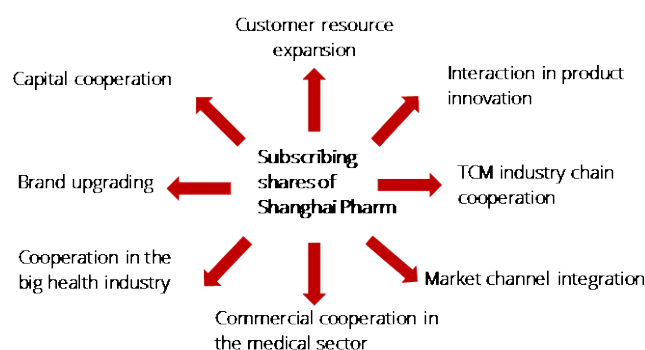 Customer resource
expansion
Capital cooperation
Interaction in product
innovation
Subscribing
shares of
Shanghai Pharm
Brand upgrading
TCM industry chain
cooperation
Cooperation in the
big health industry
Market channel integration
Commercial cooperation in
the medical sector